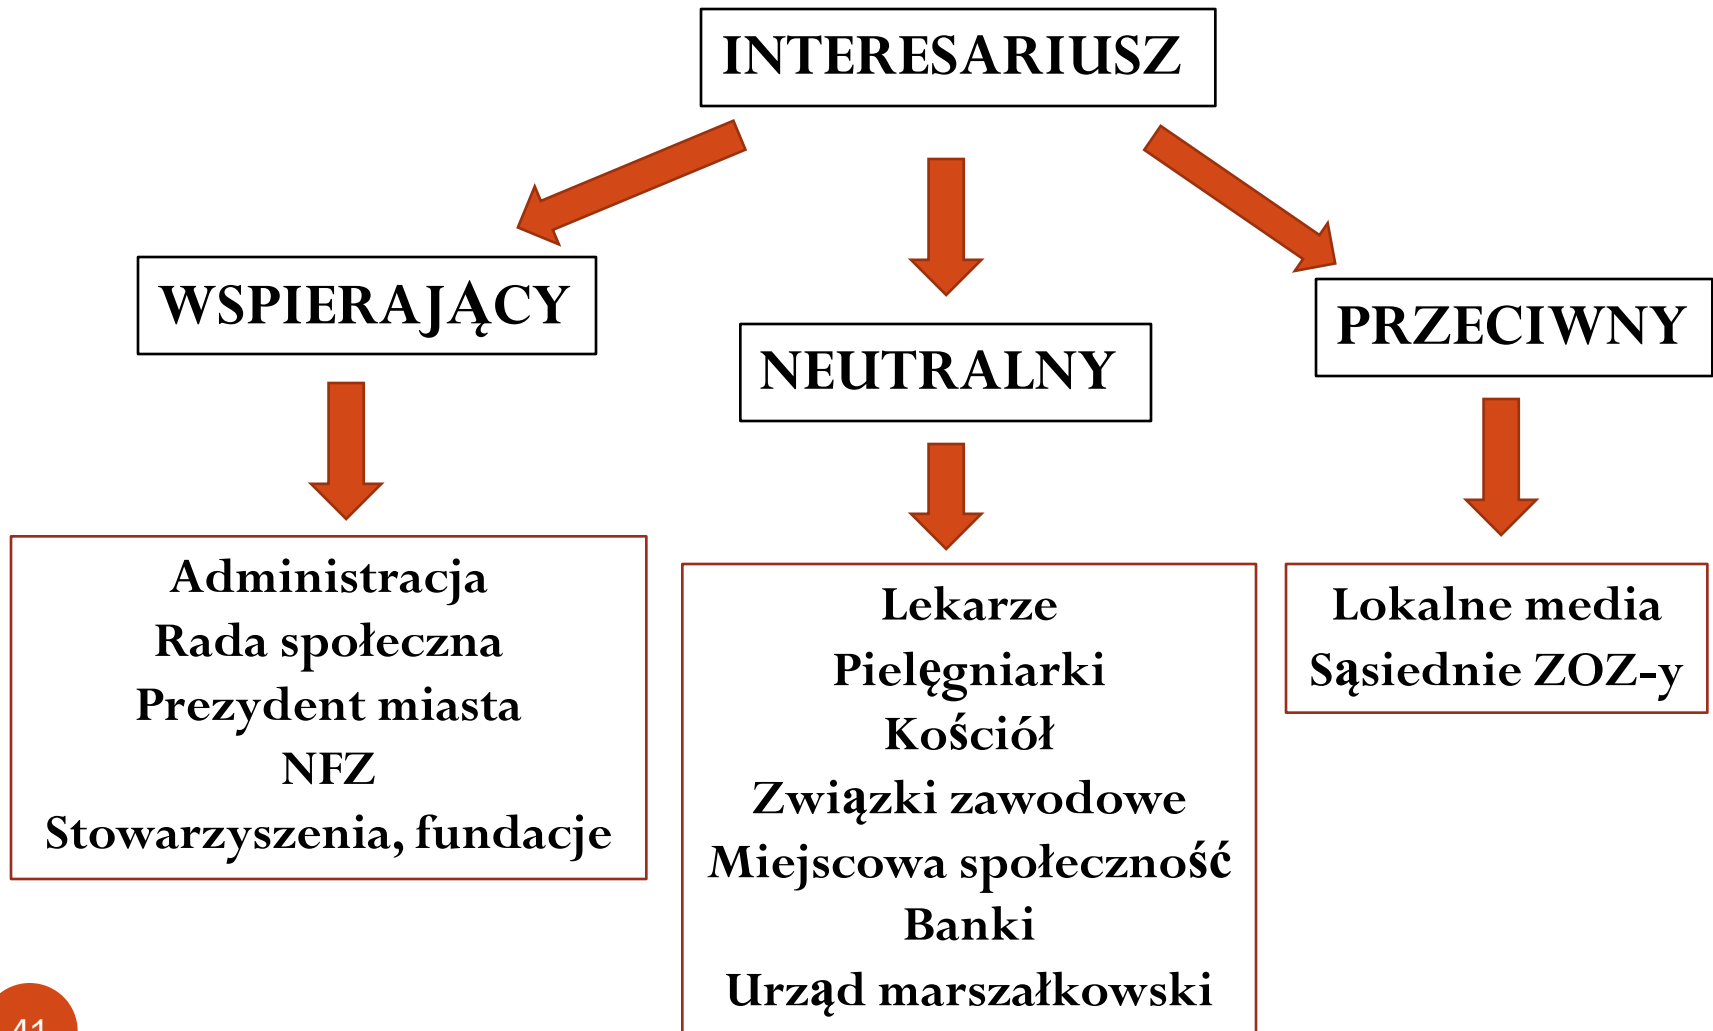 INTERESARIUSZ
WSPIERAJĄCY
NEUTRALNY
PRZECIWNY
Administracja
Rada społeczna
Prezydent miasta
NFZ
Stowarzyszenia, fundacje
Lekarze
Pielęgniarki
Kościół
Związki zawodowe
Miejscowa społeczność
Banki
Urząd marszałkowski
Lokalne media
Sąsiednie ZOZ-y
41